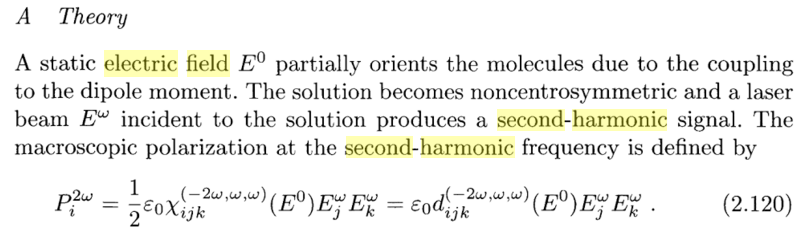 A Theory
A static electric field E⁰ partially orients the molecules due to the coupling
to the dipole moment. The solution becomes noncentrosymmetric and a laser
beam E^ω incident to the solution produces a second-harmonic signal. The
macroscopic polarization at the second-harmonic frequency is defined by
P_i^{2ω} = \frac{1}{2} ε_0 χ_{ijk}^{(−2ω,ω,ω)}(E^0) E_j^ω E_k^ω = ε_0 d_{ijk}^{(−2ω,ω,ω)}(E^0) E_j^ω E_k^ω . (2.120)